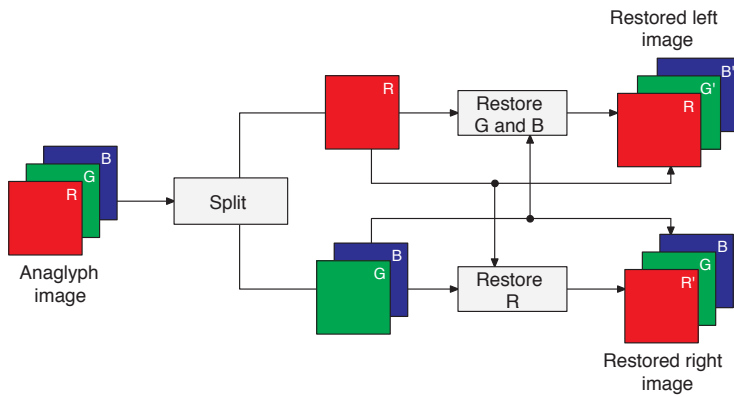 Restored left
image
B'
G'
R
R
Restore
G and B
B
G
R
Split
Anaglyph
image
B
G
Restore
R
B
G
R'
Restored right
image